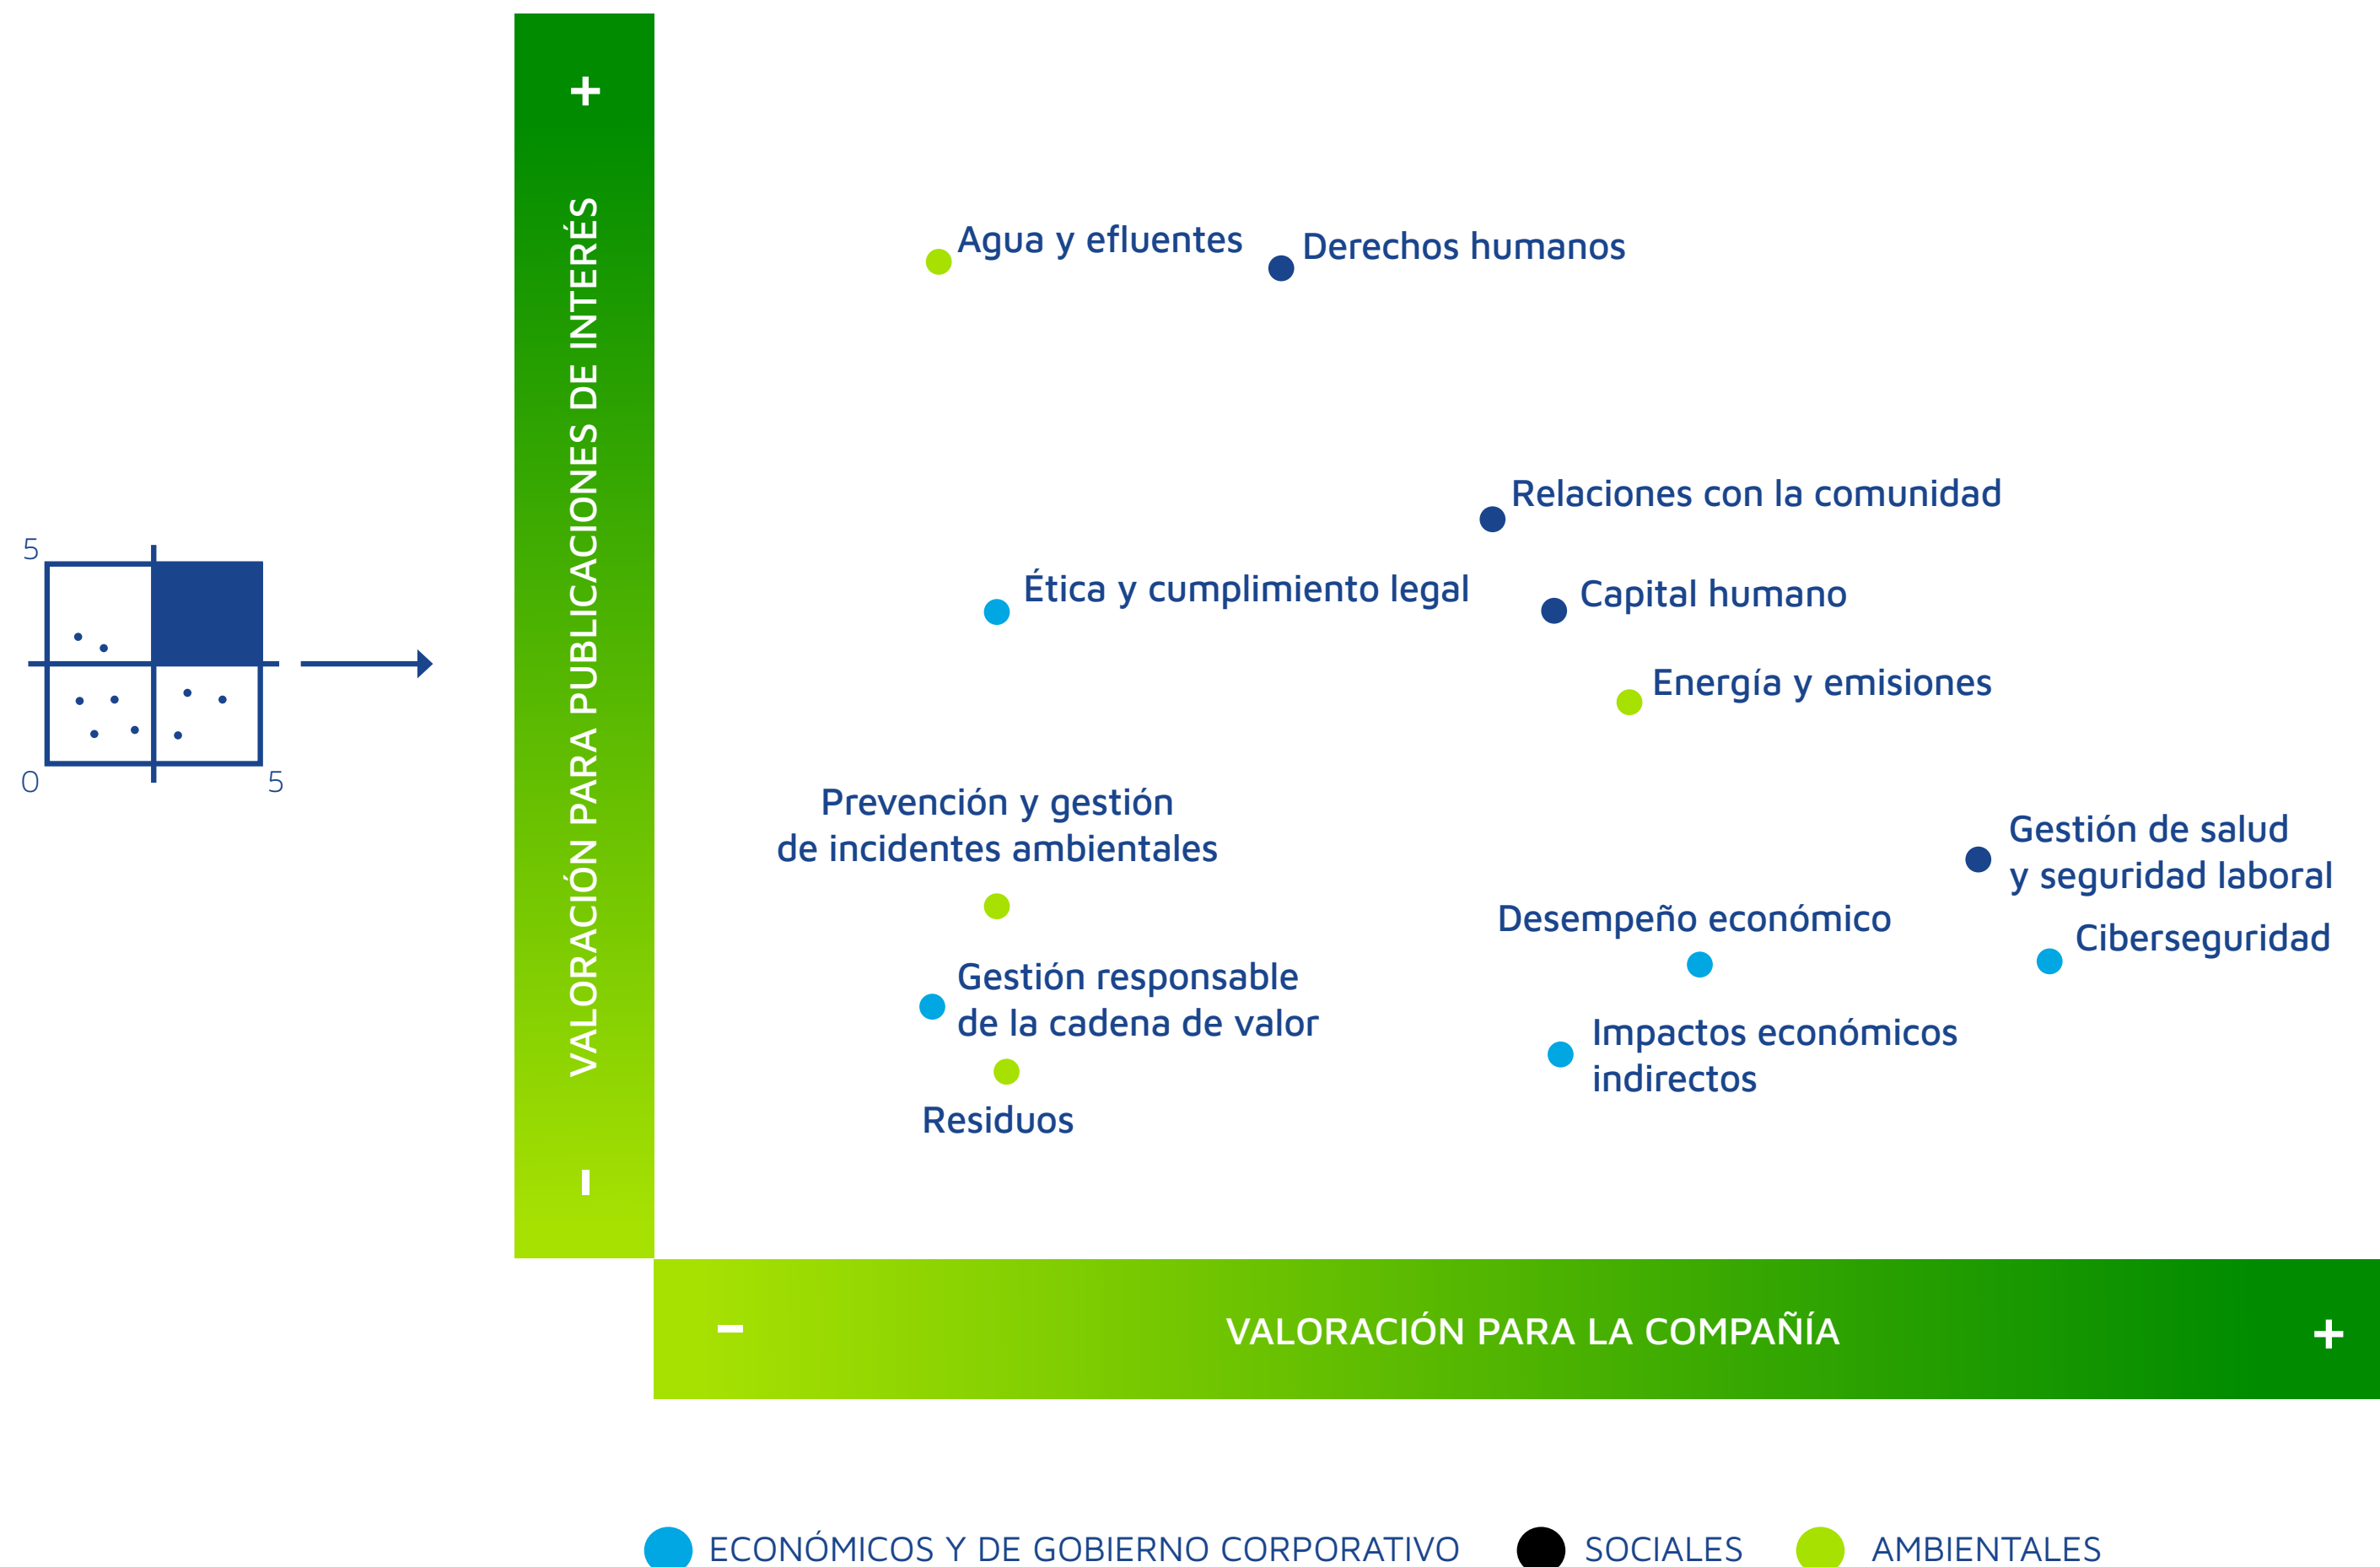 +
VALORACIÓN PARA PUBLICACIONES DE INTERÉS
-
5
0
5
Agua y efluentes
Derechos humanos
Relaciones con la comunidad
Ética y cumplimiento legal
Capital humano
Energía y emisiones
Prevención y gestión
de incidentes ambientales
Gestión de salud
y seguridad laboral
Desempeño económico
Ciberseguridad
Gestión responsable
de la cadena de valor
Impactos económicos
indirectos
Residuos
-
VALORACIÓN PARA LA COMPAÑÍA
+
ECONÓMICOS Y DE GOBIERNO CORPORATIVO
SOCIALES
AMBIENTALES